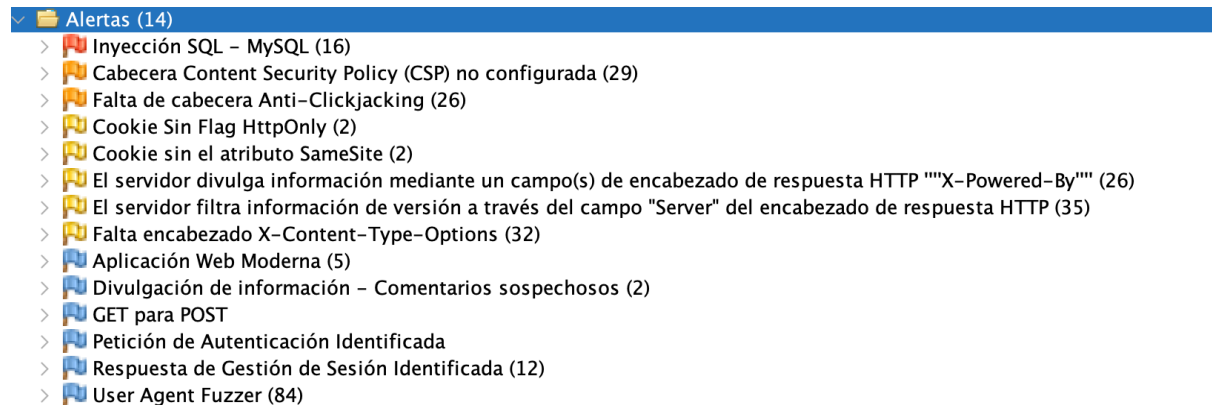 Alertas (14)
Inyección SQL – MySQL (16)
Cabecera Content Security Policy (CSP) no configurada (29)
Falta de cabecera Anti–Clickjacking (26)
Cookie Sin Flag HttpOnly (2)
Cookie sin el atributo SameSite (2)
El servidor divulga información mediante un campo(s) de encabezado de respuesta HTTP ""X–Powered–By"" (26)
El servidor filtra información de versión a través del campo "Server" del encabezado de respuesta HTTP (35)
Falta encabezado X–Content–Type–Options (32)
Aplicación Web Moderna (5)
Divulgación de información – Comentarios sospechosos (2)
GET para POST
Petición de Autenticación Identificada
Respuesta de Gestión de Sesión Identificada (12)
User Agent Fuzzer (84)